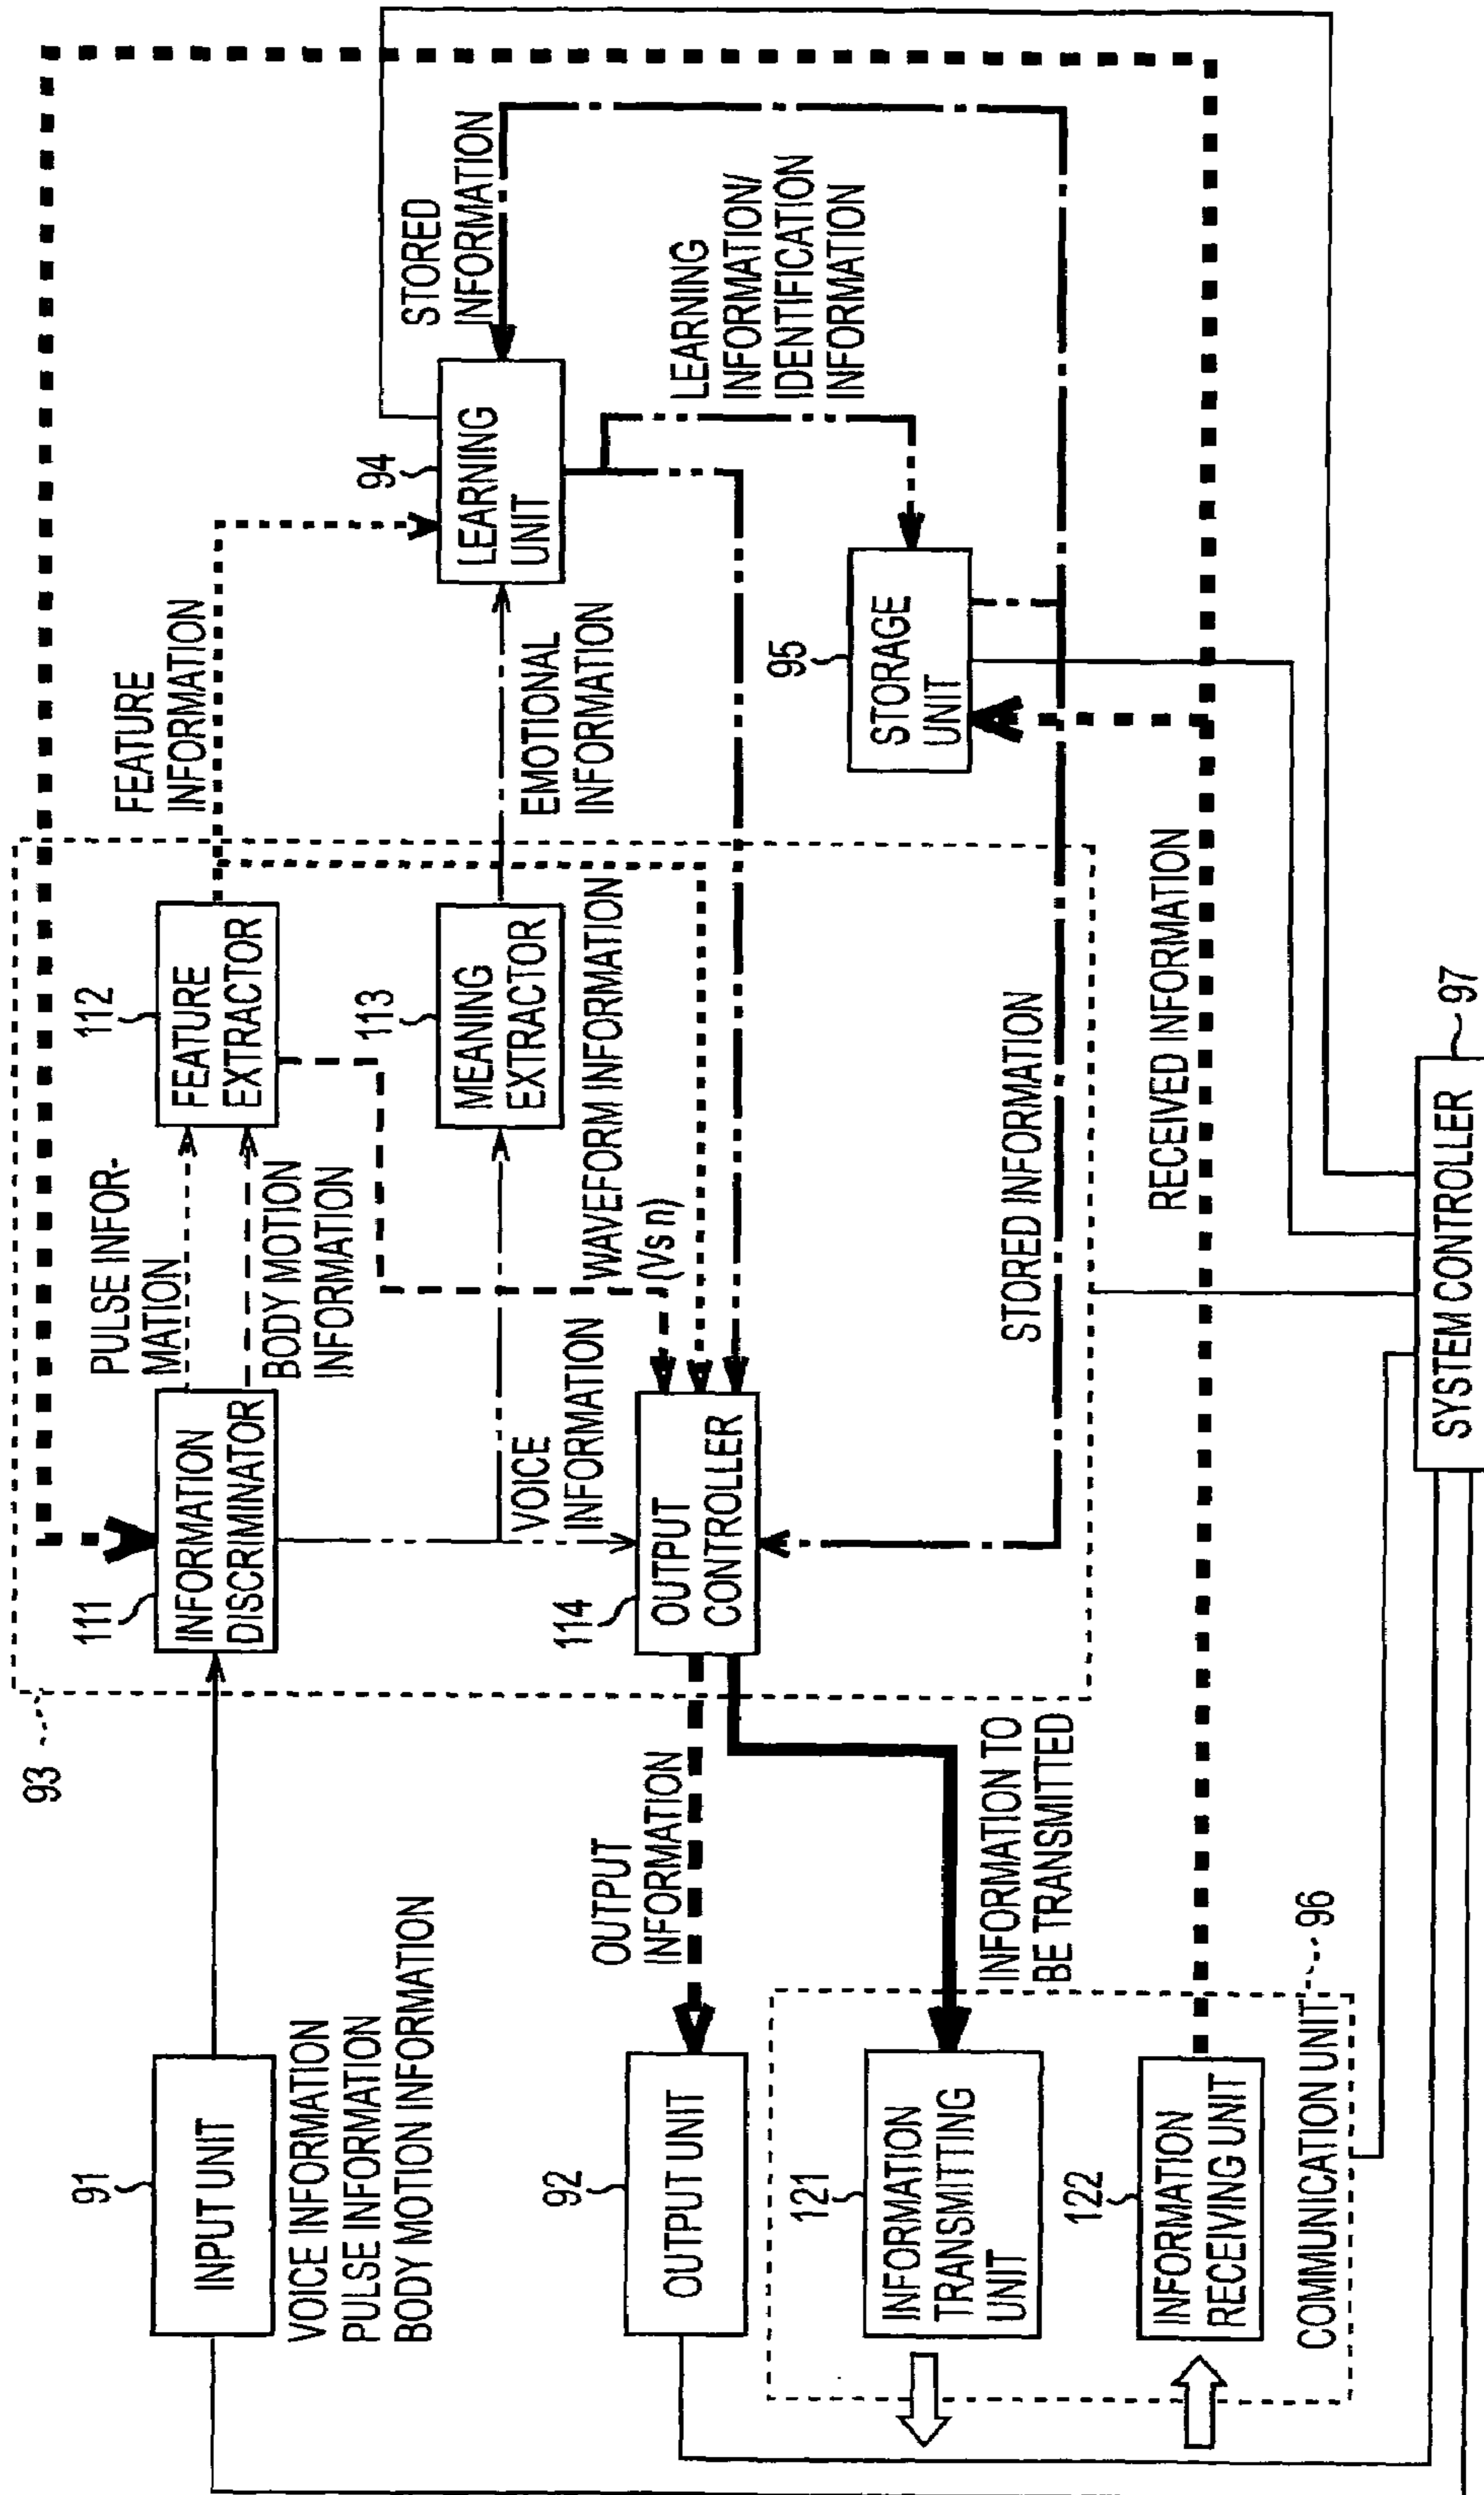 93
91
INPUT UNIT
VOICE INFORMATION
PULSE INFORMATION
BODY MOTION INFORMATION
111
INFORMATION
DISCRIMINATOR
PULSE INFOR-
MATION
BODY MOTION
INFORMATION
112
FEATURE
EXTRACTOR
FEATURE
INFORMATION
113
MEANING
EXTRACTOR
EMOTIONAL
INFORMATION
94
LEARNING
UNIT
STORED
INFORMATION
LEARNING
INFORMATION/
IDENTIFICATION
INFORMATION
VOICE
INFORMATION
WAVEFORM INFORMATION
(Vsn)
92
OUTPUT UNIT
OUTPUT
INFORMATION
114
OUTPUT
CONTROLLER
95
STORAGE
UNIT
121
INFORMATION
TRANSMITTING
UNIT
INFORMATION TO
BE TRANSMITTED
STORED INFORMATION
122
INFORMATION
RECEIVING UNIT
RECEIVED INFORMATION
COMMUNICATION UNIT
96
SYSTEM CONTROLLER
97